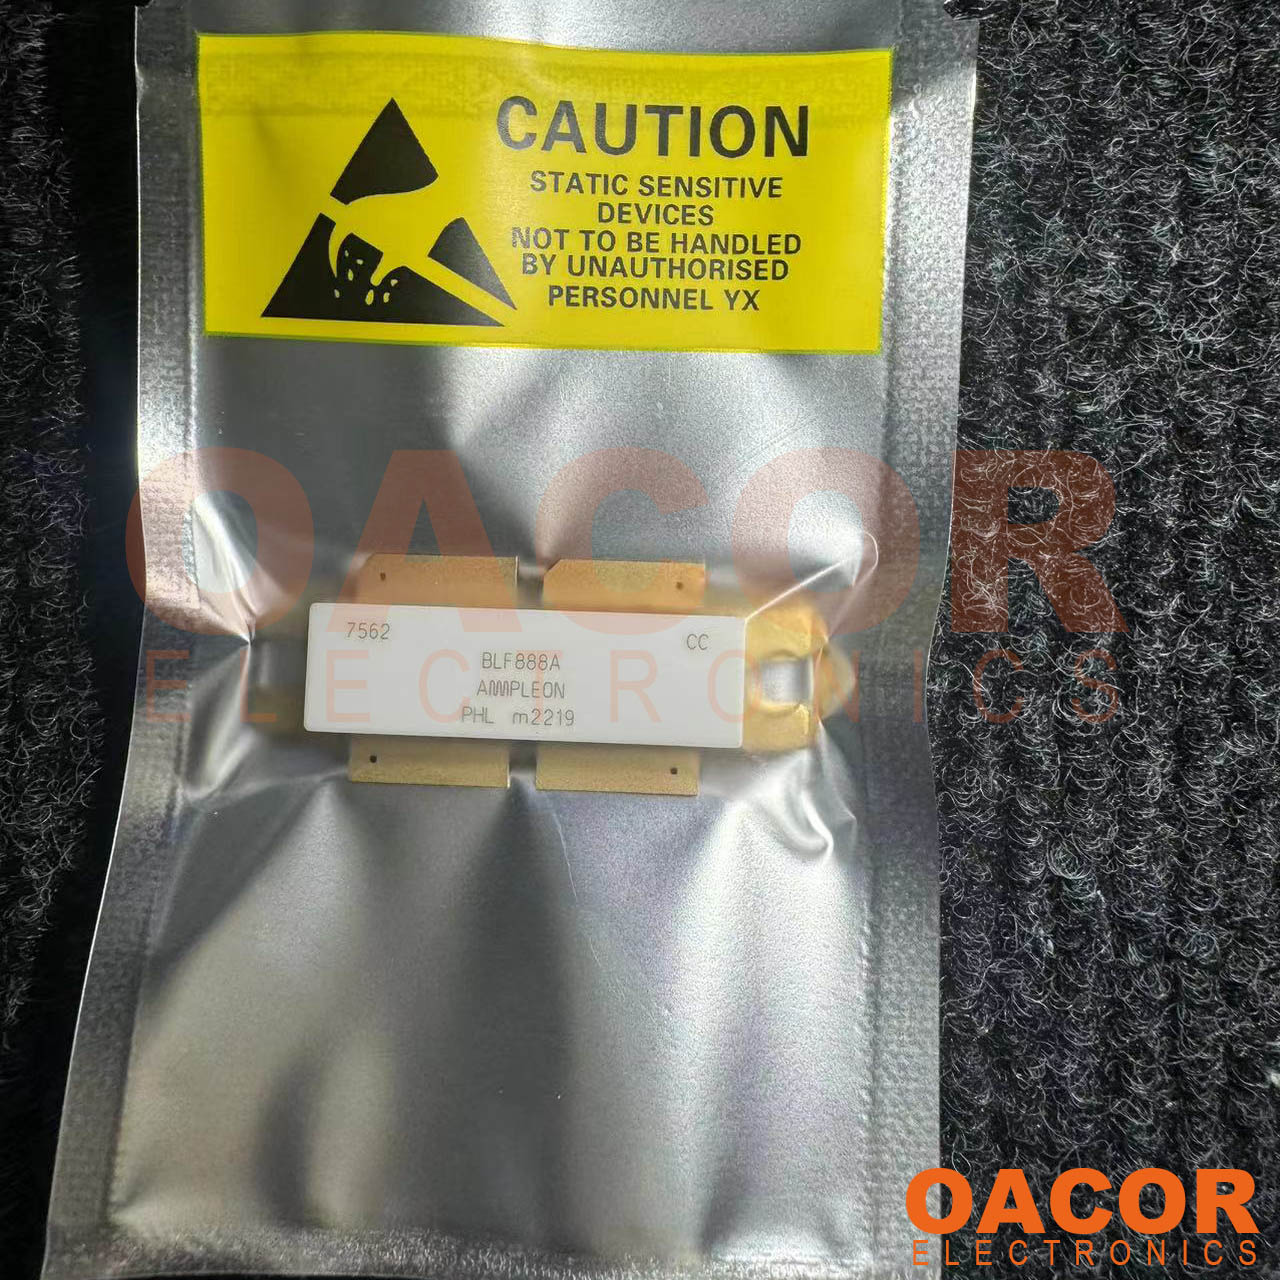 CAUTION
STATIC SENSITIVE
DEVICES
NOT TO BE HANDLED
BY UNAUTHORISED
PERSONNEL YX
OACOR
ELECTRONICS
7562 CC
BLF888A
AMPLEON
PHL m2219
OACOR
ELECTRONICS